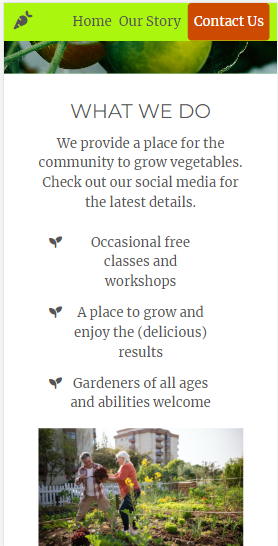 Home Our Story Contact Us
WHAT WE DO
We provide a place for the
community to grow vegetables.
Check out our social media for
the latest details.
Occasional free
classes and
workshops
A place to grow and
enjoy the (delicious)
results
Gardeners of all ages
and abilities welcome